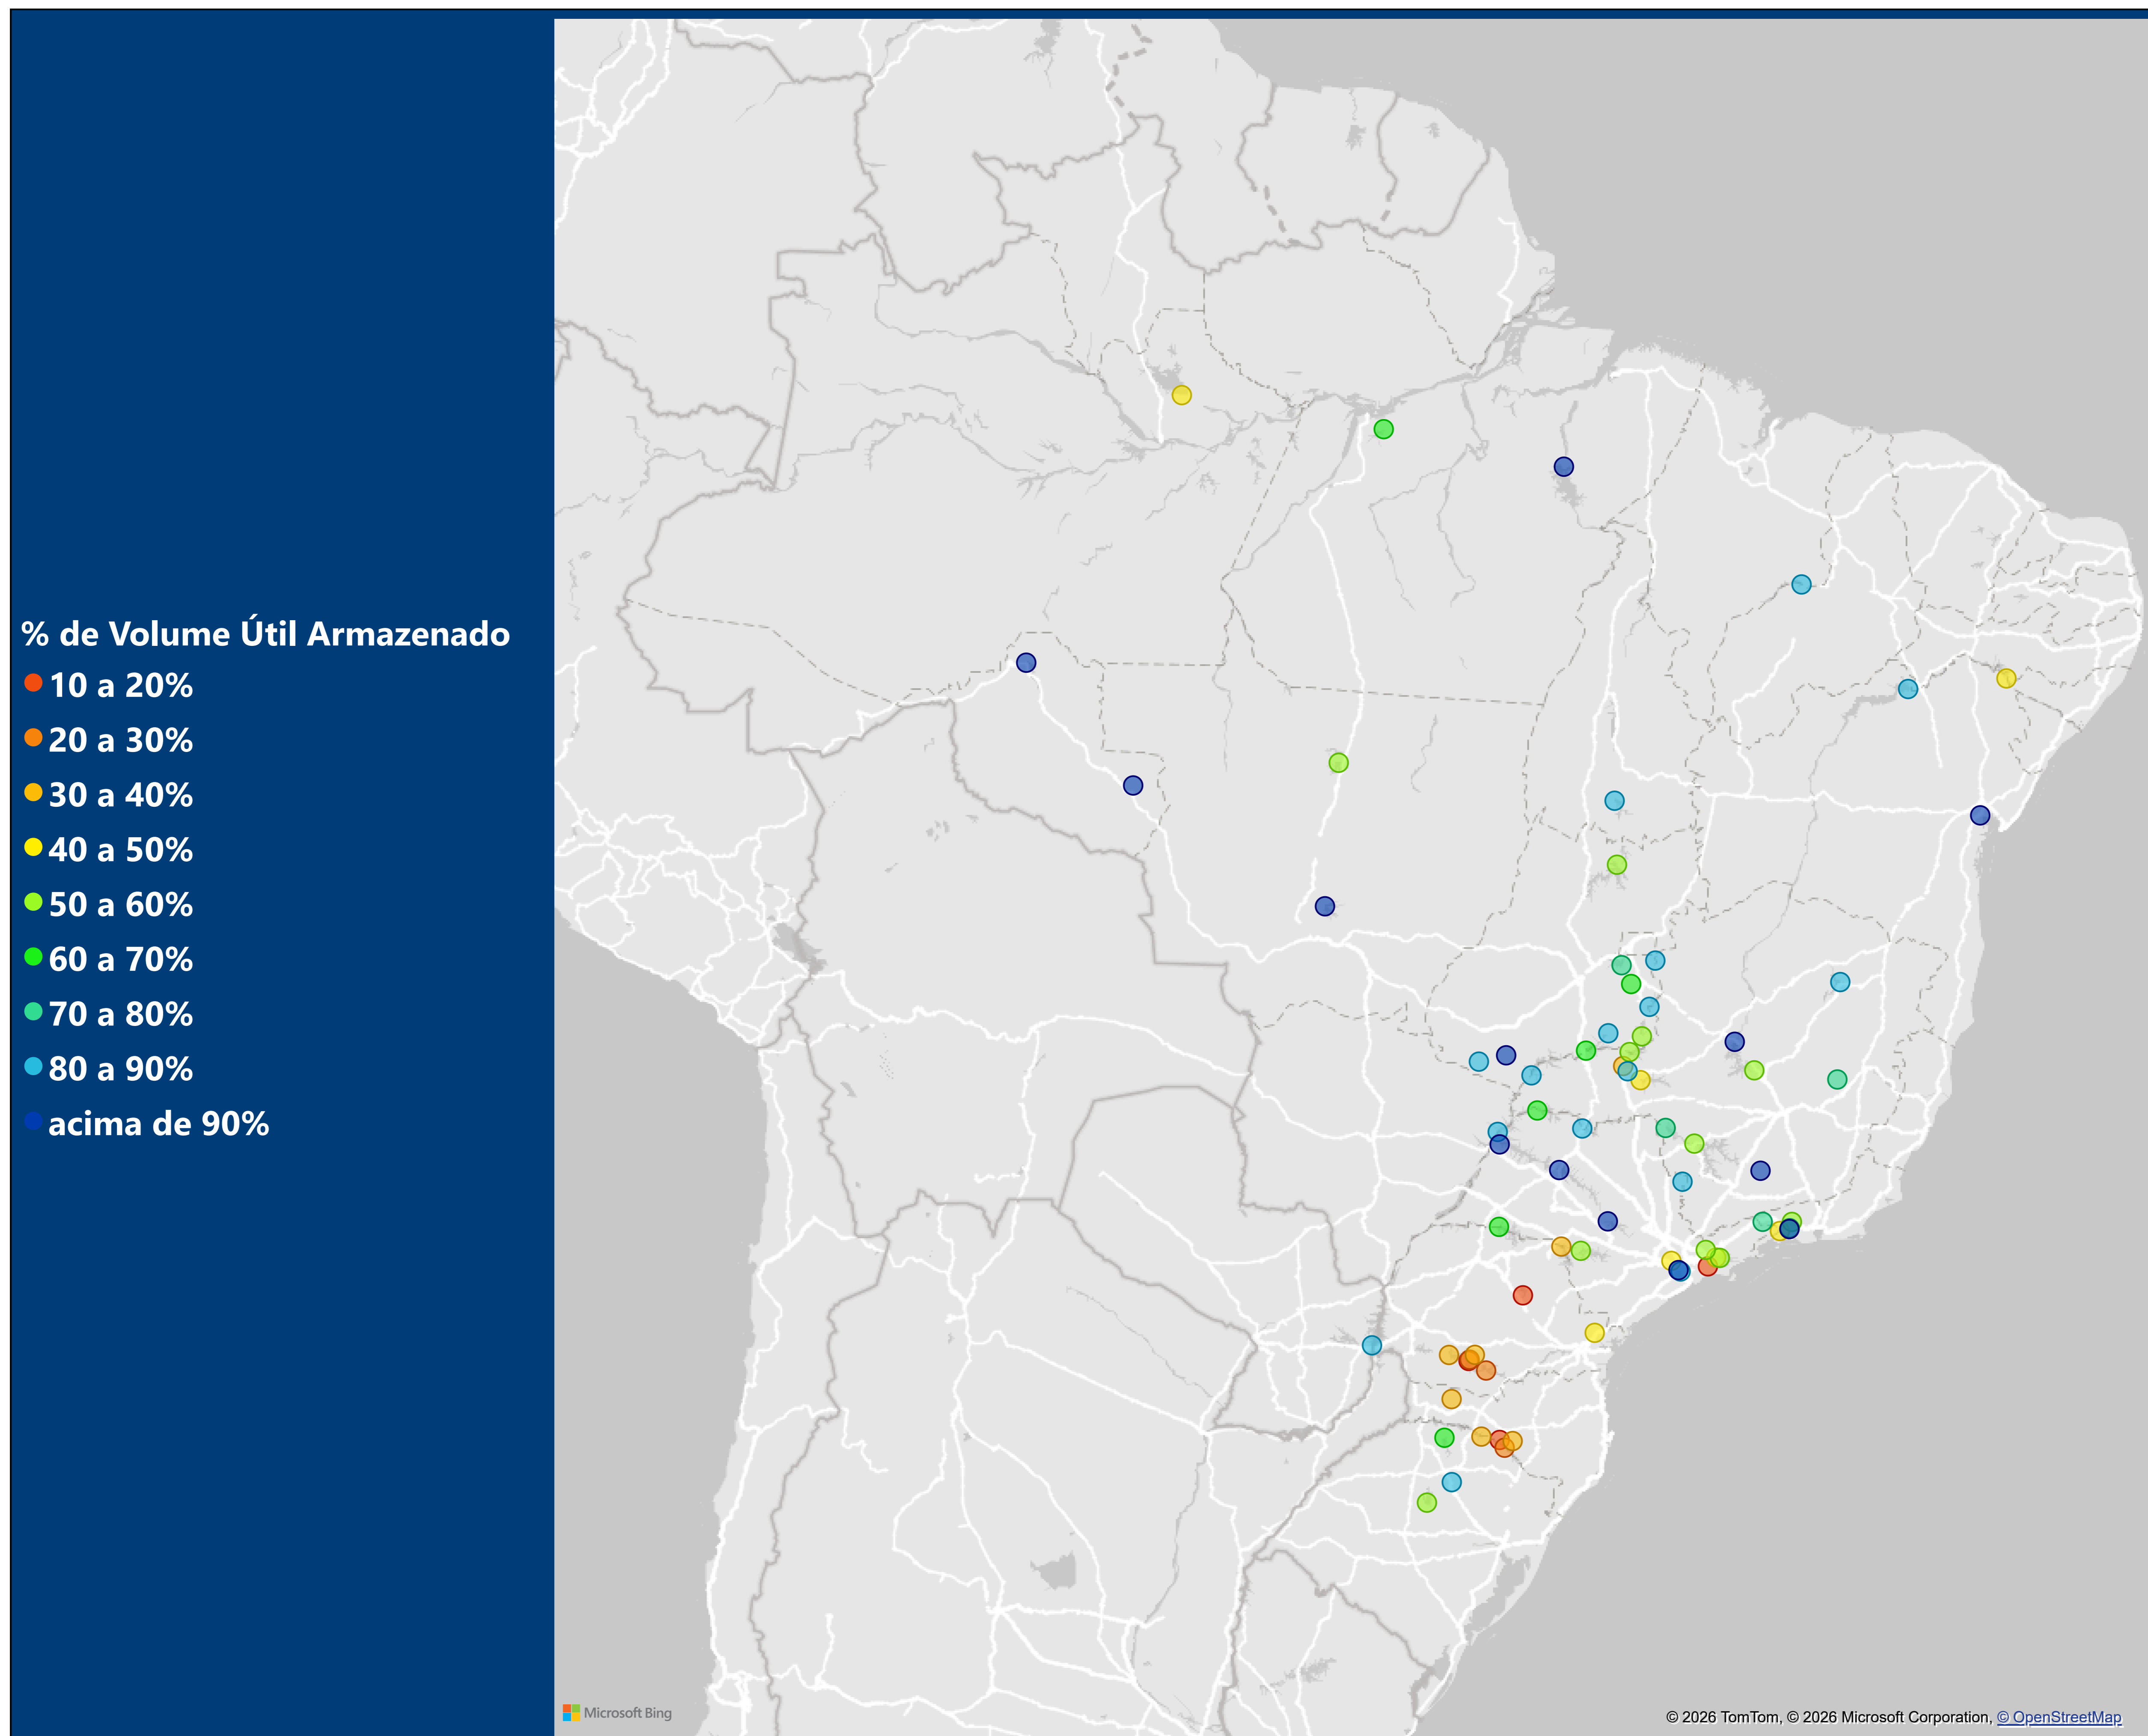 % de Volume Útil Armazenado
10 a 20%
20 a 30%
30 a 40%
40 a 50%
50 a 60%
60 a 70%
70 a 80%
80 a 90%
acima de 90%
Microsoft Bing
© 2026 TomTom, © 2026 Microsoft Corporation, © OpenStreetMap